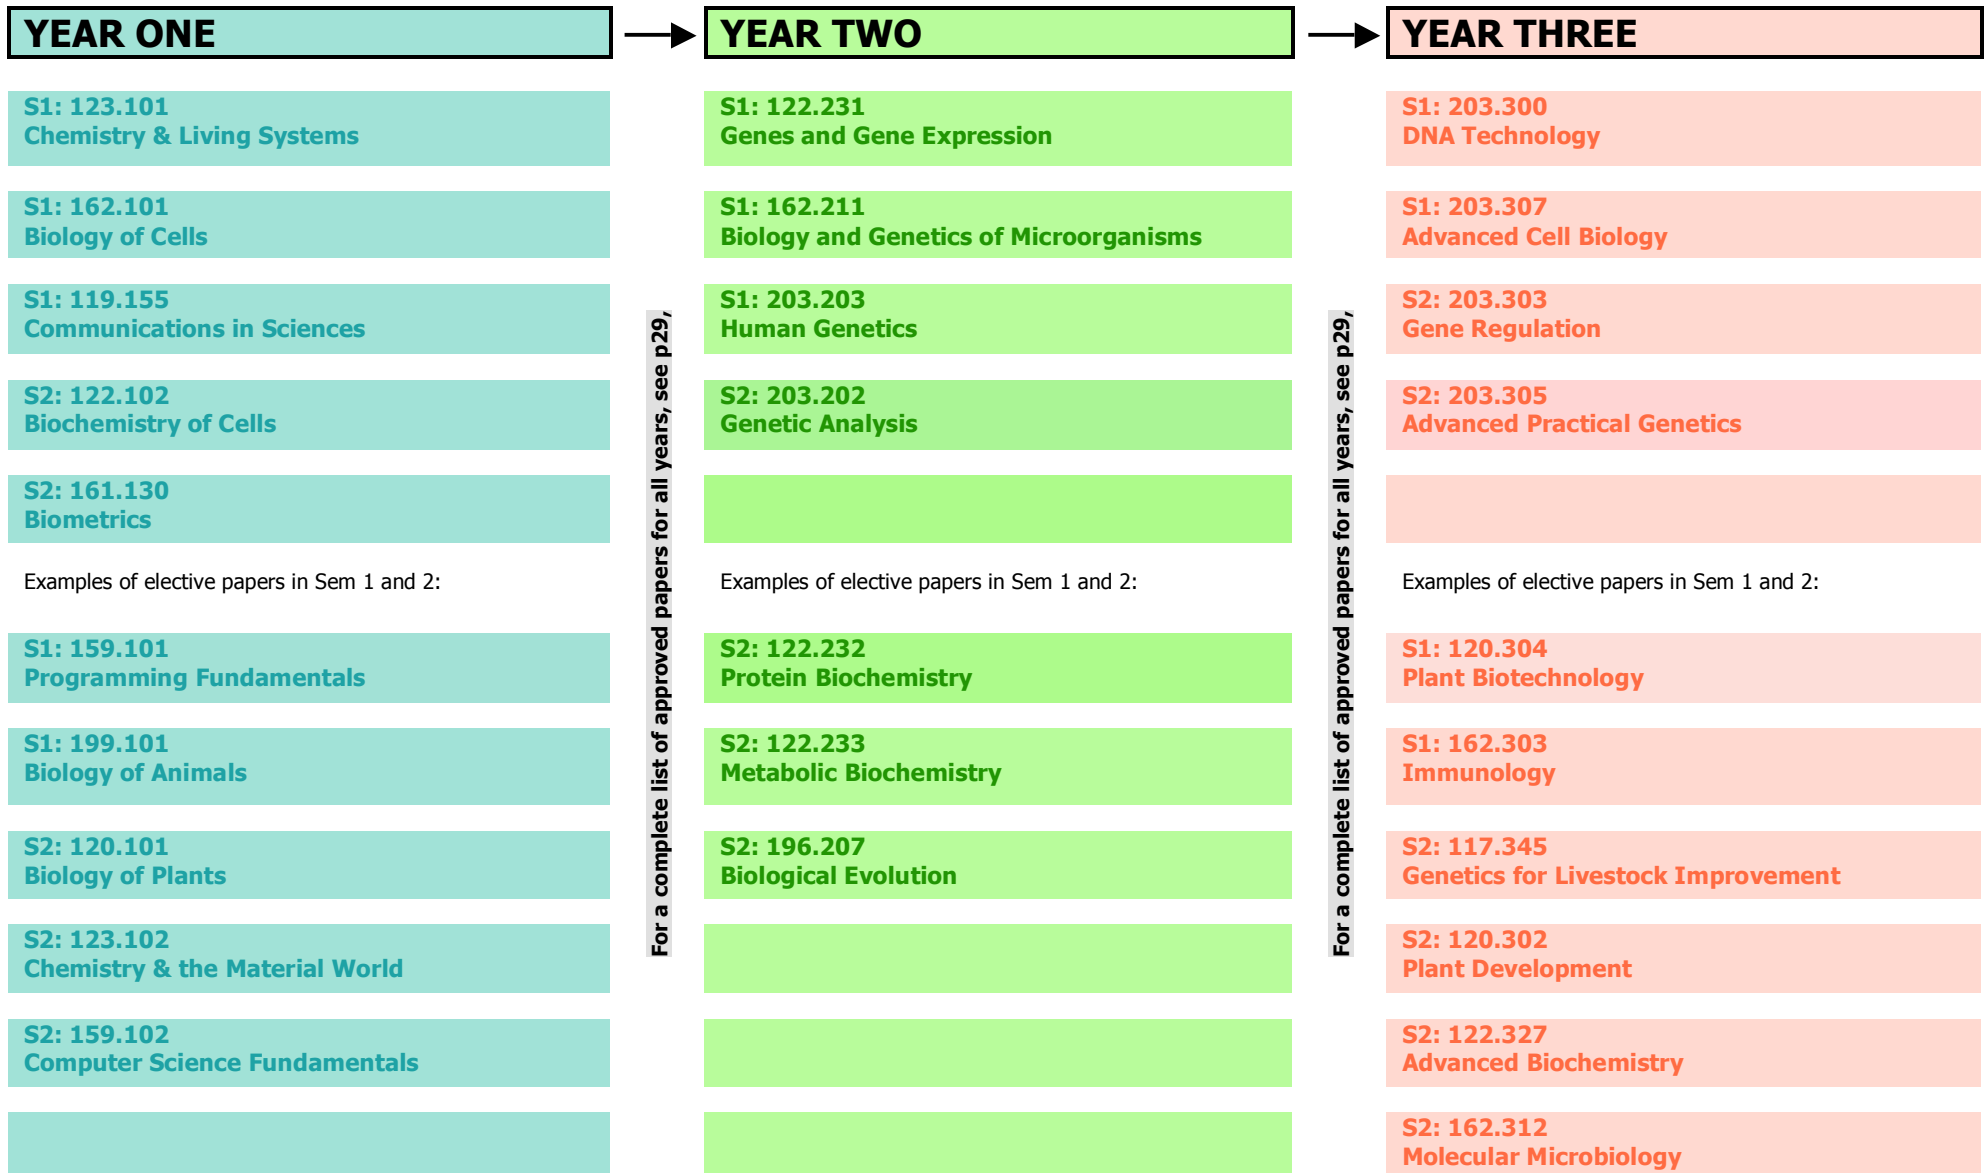 YEAR ONE
S1: 123.101
Chemistry & Living Systems
S1: 162.101
Biology of Cells
S1: 119.155
Communications in Sciences
S2: 122.102
Biochemistry of Cells
S2: 161.130
Biometrics
Examples of elective papers in Sem 1 and 2:
S1: 159.101
Programming Fundamentals
S1: 199.101
Biology of Animals
S2: 120.101
Biology of Plants
S2: 123.102
Chemistry & the Material World
S2: 159.102
Computer Science Fundamentals
For a complete list of approved papers for all years, see p29,
YEAR TWO
S1: 122.231
Genes and Gene Expression
S1: 162.211
Biology and Genetics of Microorganisms
S1: 203.203
Human Genetics
S2: 203.202
Genetic Analysis
Examples of elective papers in Sem 1 and 2:
S2: 122.232
Protein Biochemistry
S2: 122.233
Metabolic Biochemistry
S2: 196.207
Biological Evolution
For a complete list of approved papers for all years, see p29,
YEAR THREE
S1: 203.300
DNA Technology
S1: 203.307
Advanced Cell Biology
S2: 203.303
Gene Regulation
S2: 203.305
Advanced Practical Genetics
Examples of elective papers in Sem 1 and 2:
S1: 120.304
Plant Biotechnology
S1: 162.303
Immunology
S2: 117.345
Genetics for Livestock Improvement
S2: 120.302
Plant Development
S2: 122.327
Advanced Biochemistry
S2: 162.312
Molecular Microbiology